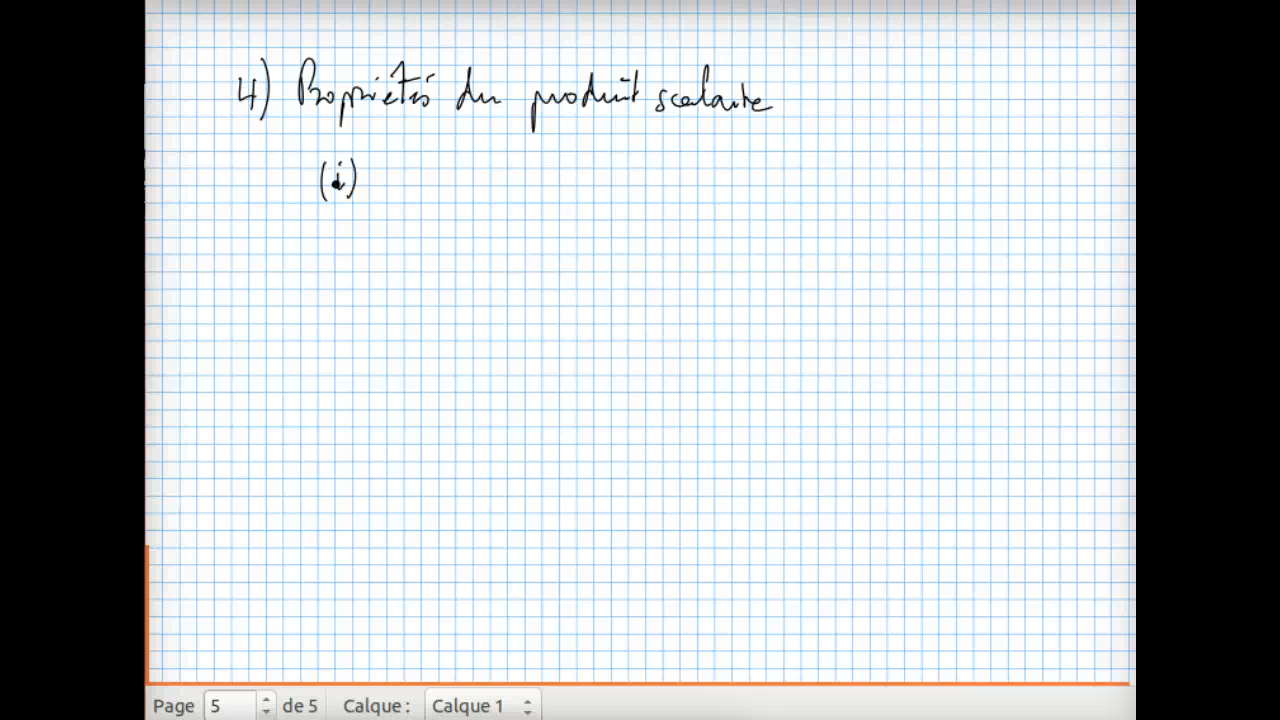 4) Propriétés du produit scalaire
(i)
Page 5 de 5 Calque : Calque 1